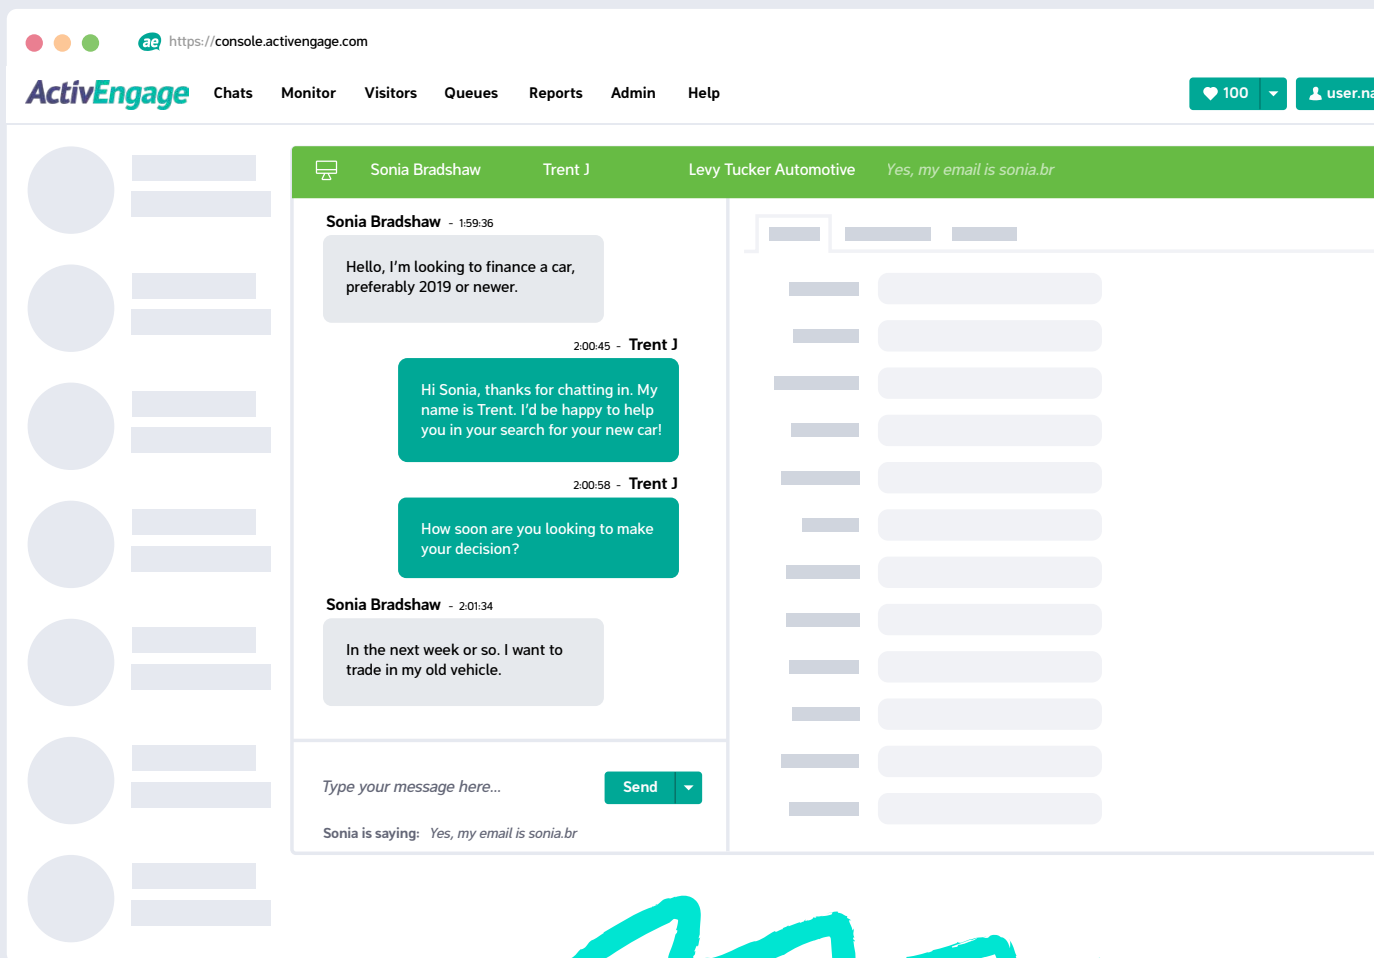 ae https://console.activengage.com
ActivEngage Chats Monitor Visitors Queues Reports Admin Help 100 user.na
Sonia Bradshaw Trent J Levy Tucker Automotive Yes, my email is sonia.br
Sonia Bradshaw - 1:59:36
Hello, I'm looking to finance a car,
preferably 2019 or newer.
2:00:45 - Trent J
Hi Sonia, thanks for chatting in. My
name is Trent. I'd be happy to help
you in your search for your new car!
2:00:58 - Trent J
How soon are you looking to make
your decision?
Sonia Bradshaw - 2:01:34
In the next week or so. I want to
trade in my old vehicle.
Type your message here... Send
Sonia is saying: Yes, my email is sonia.br